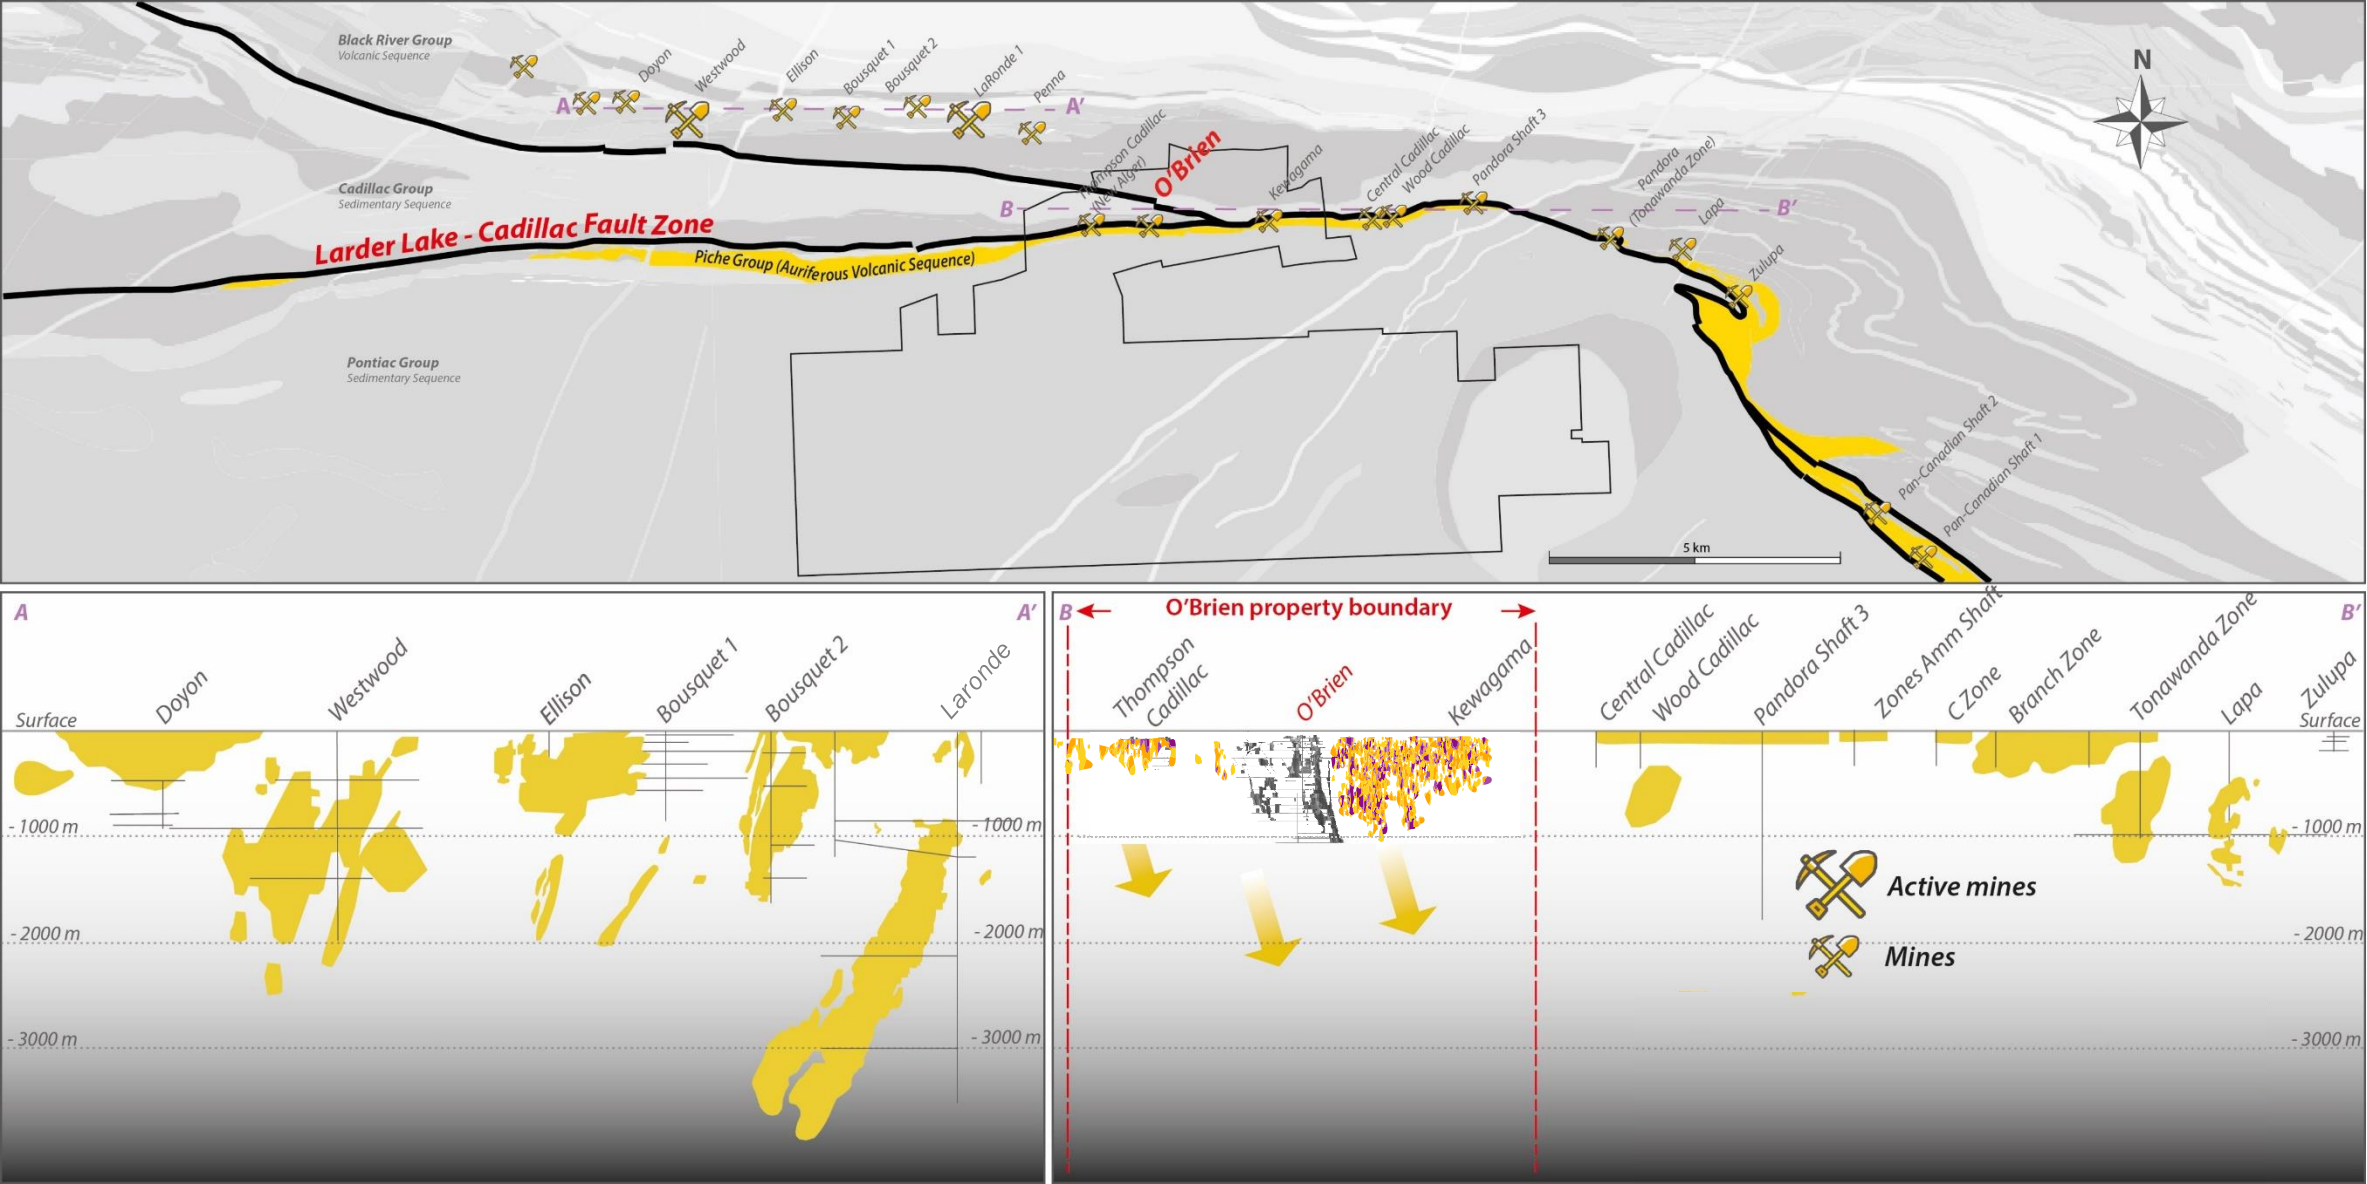 Black River Group
Volcanic Sequence
Doyon
Westwood
Ellison
Bousquet 1
Bousquet 2
LaRonde 1
Penna
A
A’
N
Cadillac Group
Sedimentary Sequence
Thompson Cadillac
(New Alger)
O’Brien
Kewagama
Central Cadillac
Wood Cadillac
Pandora Shaft 3
Pandora
(Tonawanda Zone)
Lapa
Zulupa
B
B’
Larder Lake - Cadillac Fault Zone
Piche Group (Auriferous Volcanic Sequence)
Pontiac Group
Sedimentary Sequence
Pan-Canadian Shaft 2
Pan-Canadian Shaft 1
5 km
A
A’
Doyon
Westwood
Ellison
Bousquet 1
Bousquet 2
Laronde
Surface
- 1000 m
- 1000 m
- 2000 m
- 2000 m
- 3000 m
- 3000 m
B
O’Brien property boundary
B’
Thompson
Cadillac
O’Brien
Kewagama
Central Cadillac
Wood Cadillac
Pandora Shaft 3
Zones Amm Shaft
C Zone
Branch Zone
Tonawanda Zone
Lapa
Zulupa
Surface
- 1000 m
Active mines
- 2000 m
Mines
- 3000 m